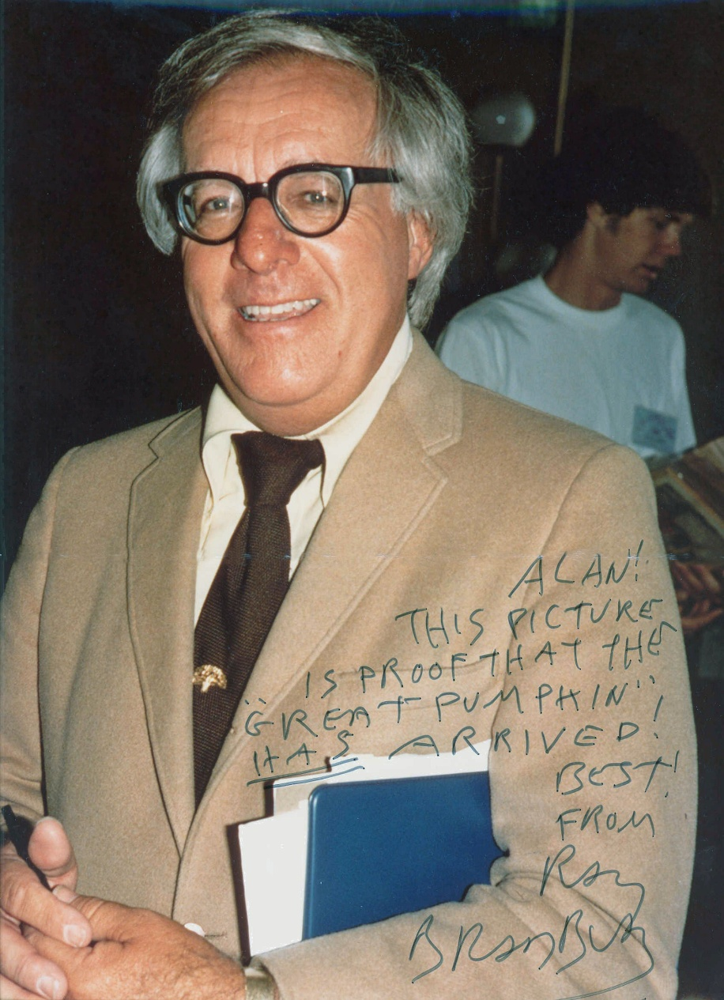 ALAN!
THIS PICTURE
IS PROOF THAT THE
"GREAT PUMPKIN"
HAS ARRIVED!
BEST!
FROM
Ray
Bradbury